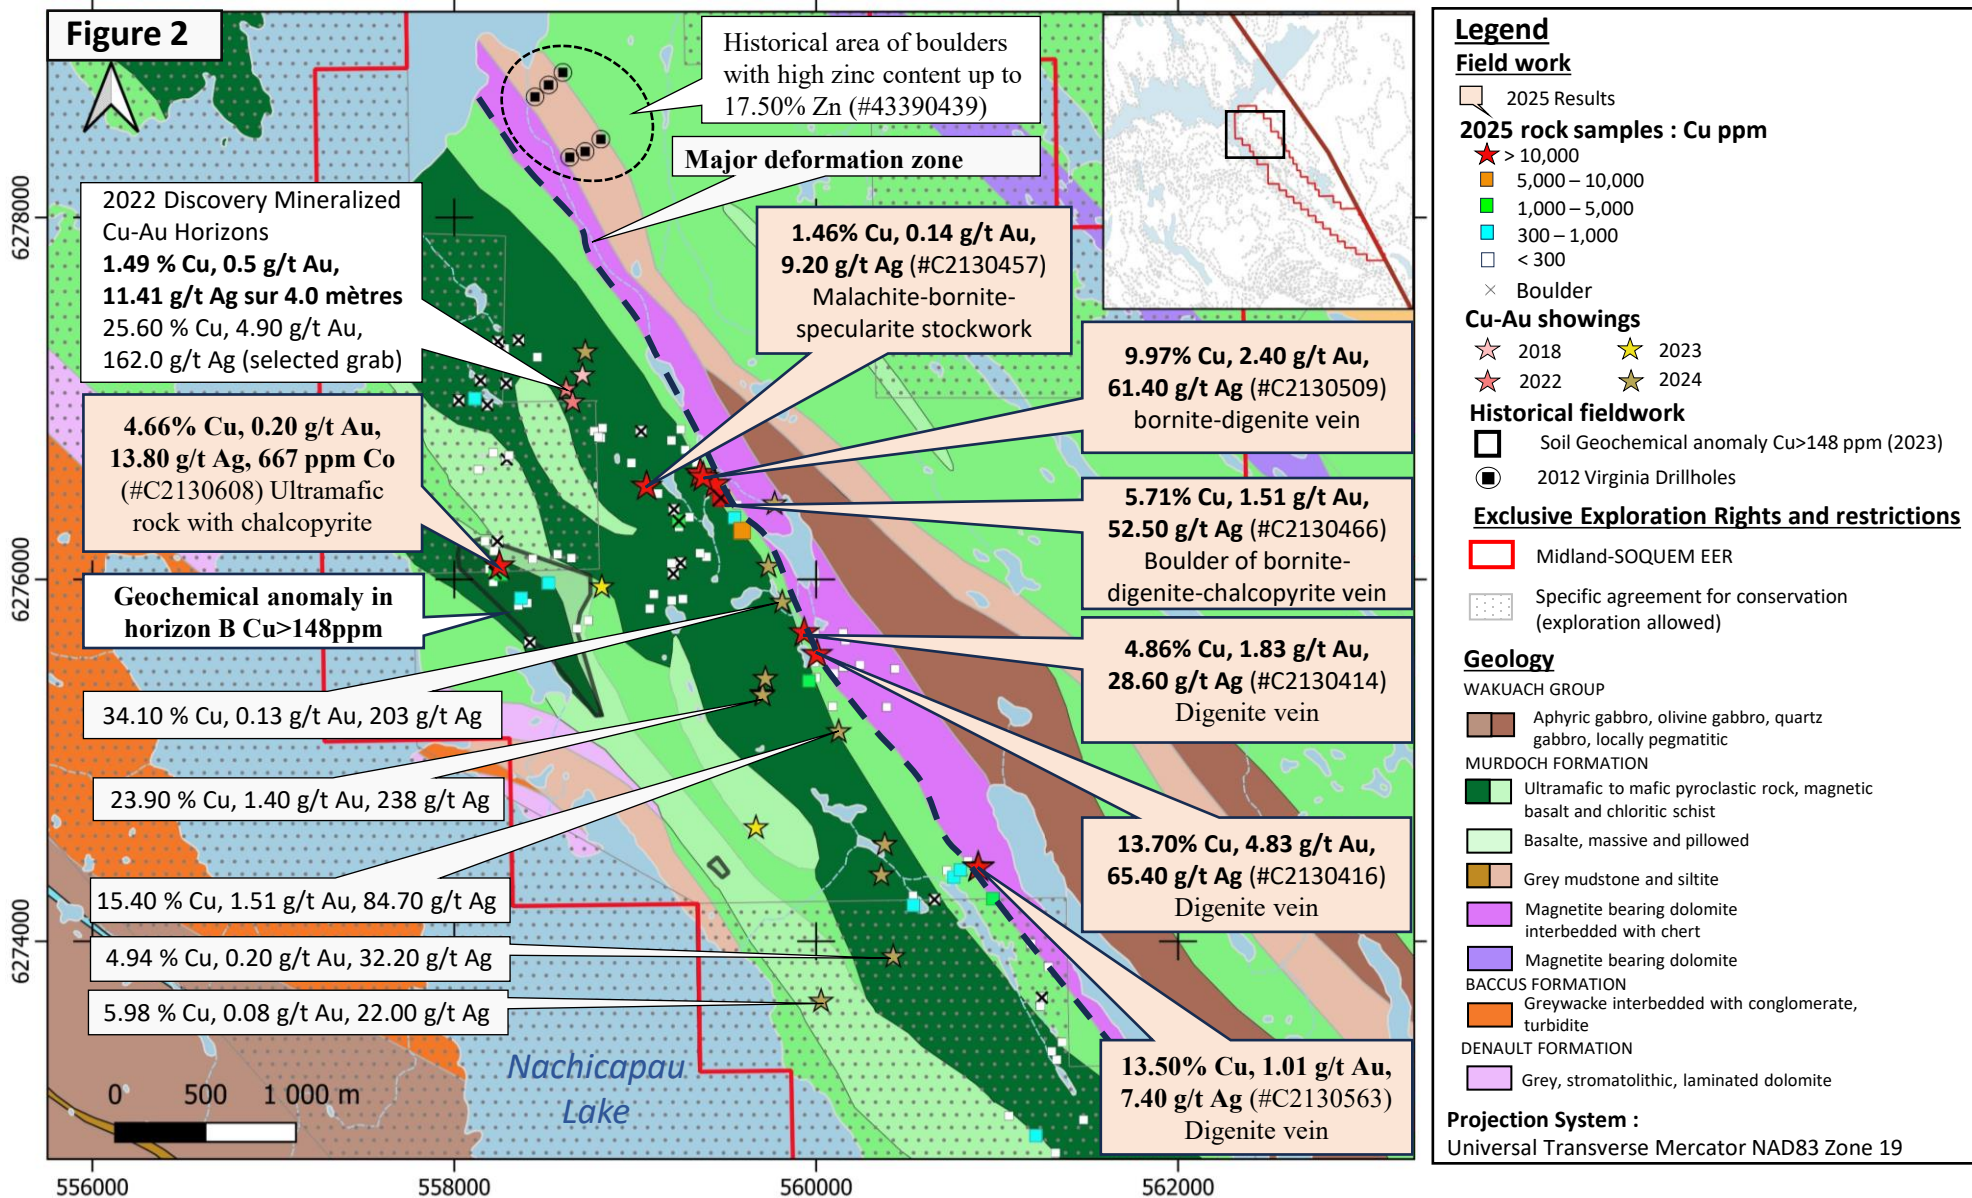 Figure 2
Historical area of boulders
with high zinc content up to
17.50% Zn (#43390439)
Major deformation zone
2022 Discovery Mineralized
Cu-Au Horizons
1.49 % Cu, 0.5 g/t Au,
11.41 g/t Ag sur 4.0 mètres
25.60 % Cu, 4.90 g/t Au,
162.0 g/t Ag (selected grab)
1.46% Cu, 0.14 g/t Au,
9.20 g/t Ag (#C2130457)
Malachite-bornite-
specularite stockwork
9.97% Cu, 2.40 g/t Au,
61.40 g/t Ag (#C2130509)
bornite-digenite vein
4.66% Cu, 0.20 g/t Au,
13.80 g/t Ag, 667 ppm Co
(#C2130608) Ultramafic
rock with chalcopyrite
5.71% Cu, 1.51 g/t Au,
52.50 g/t Ag (#C2130466)
Boulder of bornite-
digenite-chalcopyrite vein
Geochemical anomaly in
horizon B Cu>148ppm
4.86% Cu, 1.83 g/t Au,
28.60 g/t Ag (#C2130414)
Digenite vein
34.10 % Cu, 0.13 g/t Au, 203 g/t Ag
23.90 % Cu, 1.40 g/t Au, 238 g/t Ag
13.70% Cu, 4.83 g/t Au,
65.40 g/t Ag (#C2130416)
Digenite vein
15.40 % Cu, 1.51 g/t Au, 84.70 g/t Ag
4.94 % Cu, 0.20 g/t Au, 32.20 g/t Ag
5.98 % Cu, 0.08 g/t Au, 22.00 g/t Ag
13.50% Cu, 1.01 g/t Au,
7.40 g/t Ag (#C2130563)
Digenite vein
Nachicapau
Lake
0 500 1 000 m
6278000
6276000
6274000
556000 558000 560000 562000
Legend
Field work
2025 Results
2025 rock samples : Cu ppm
> 10,000
5,000 – 10,000
1,000 – 5,000
300 – 1,000
< 300
Boulder
Cu-Au showings
2018 2023
2022 2024
Historical fieldwork
Soil Geochemical anomaly Cu>148 ppm (2023)
2012 Virginia Drillholes
Exclusive Exploration Rights and restrictions
Midland-SOQUEM EER
Specific agreement for conservation
(exploration allowed)
Geology
WAKUACH GROUP
Aphyric gabbro, olivine gabbro, quartz
gabbro, locally pegmatitic
MURDOCH FORMATION
Ultramafic to mafic pyroclastic rock, magnetic
basalt and chloritic schist
Basalte, massive and pillowed
Grey mudstone and siltite
Magnetite bearing dolomite
interbedded with chert
Magnetite bearing dolomite
BACCUS FORMATION
Greywacke interbedded with conglomerate,
turbidite
DENAULT FORMATION
Grey, stromatolithic, laminated dolomite
Projection System :
Universal Transverse Mercator NAD83 Zone 19